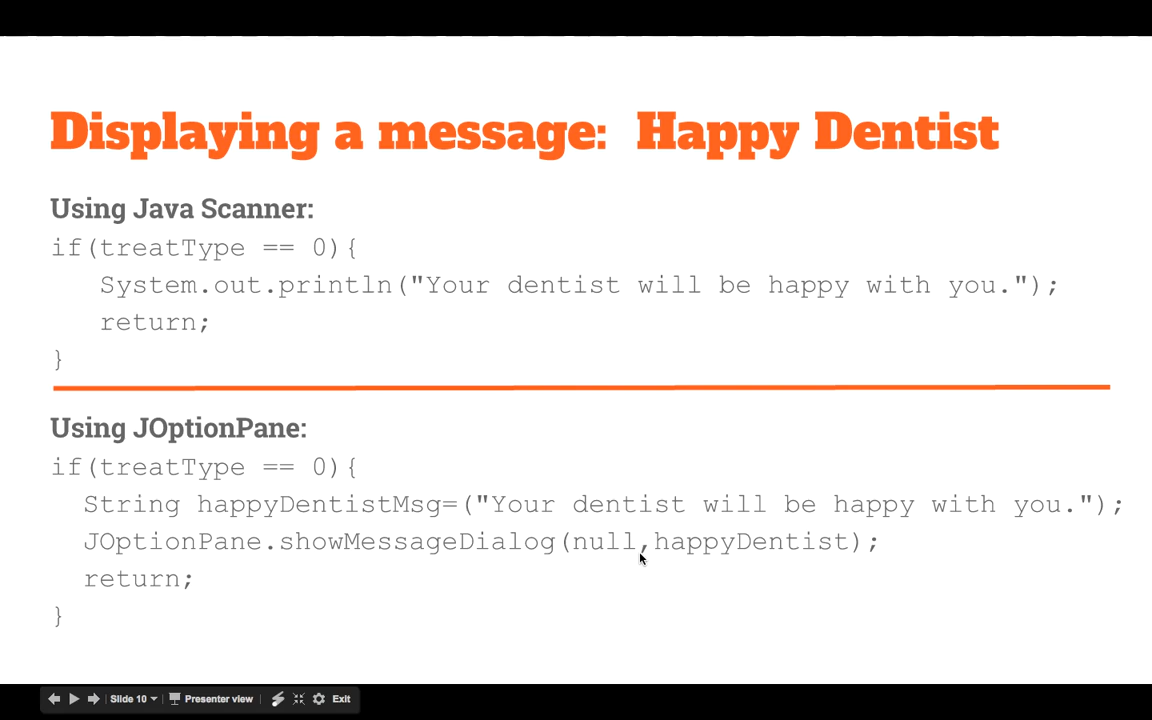 Displaying a message: Happy Dentist
Using Java Scanner:
if(treatType == 0){
   System.out.println("Your dentist will be happy with you.");
   return;
}
Using JOptionPane:
if(treatType == 0){
  String happyDentistMsg=("Your dentist will be happy with you.");
  JOptionPane.showMessageDialog(null,happyDentist);
  return;
}
Slide 10 Presenter view Exit